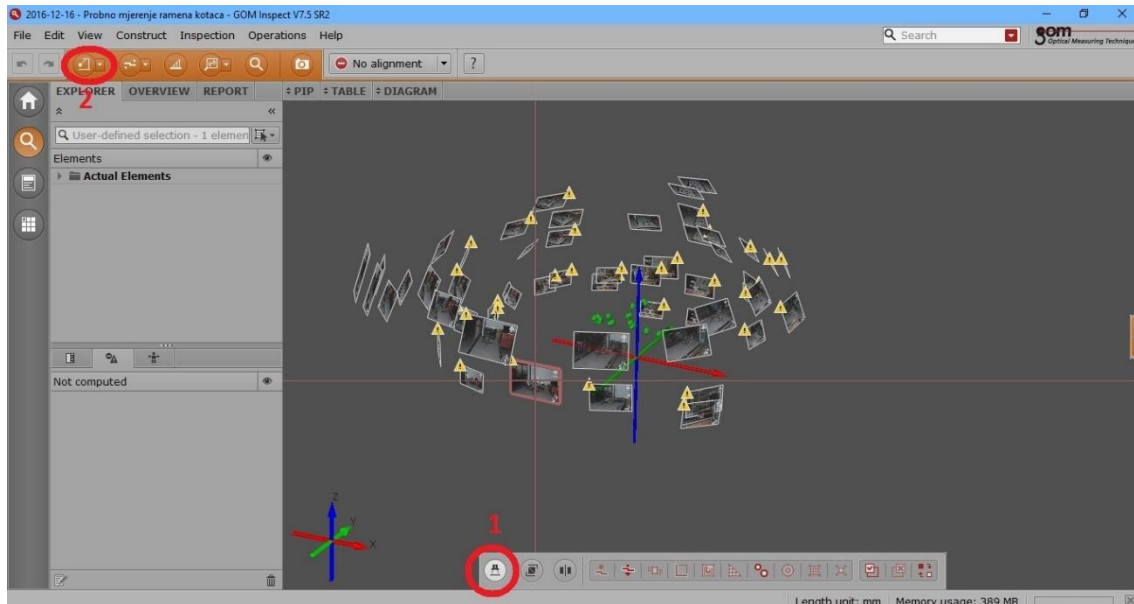 2016-12-16 - Probno mjerenje ramena kotaca - GOM Inspect V7.5 SR2
File Edit View Construct Inspection Operations Help
Search
gom
Optical Measuring Technique
No alignment
?
2
EXPLORER OVERVIEW REPORT
PIP TABLE DIAGRAM
User-defined selection - 1 elemen
Elements
Actual Elements
Not computed
Z
Y
X
1
Length unit: mm Memory usage: 389 MB